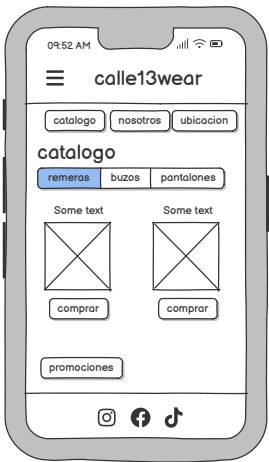 09:52 AM
calle13wear
catalogo nosotros ubicacion
catalogo
remeras buzos pantalones
Some text Some text
comprar comprar
promociones